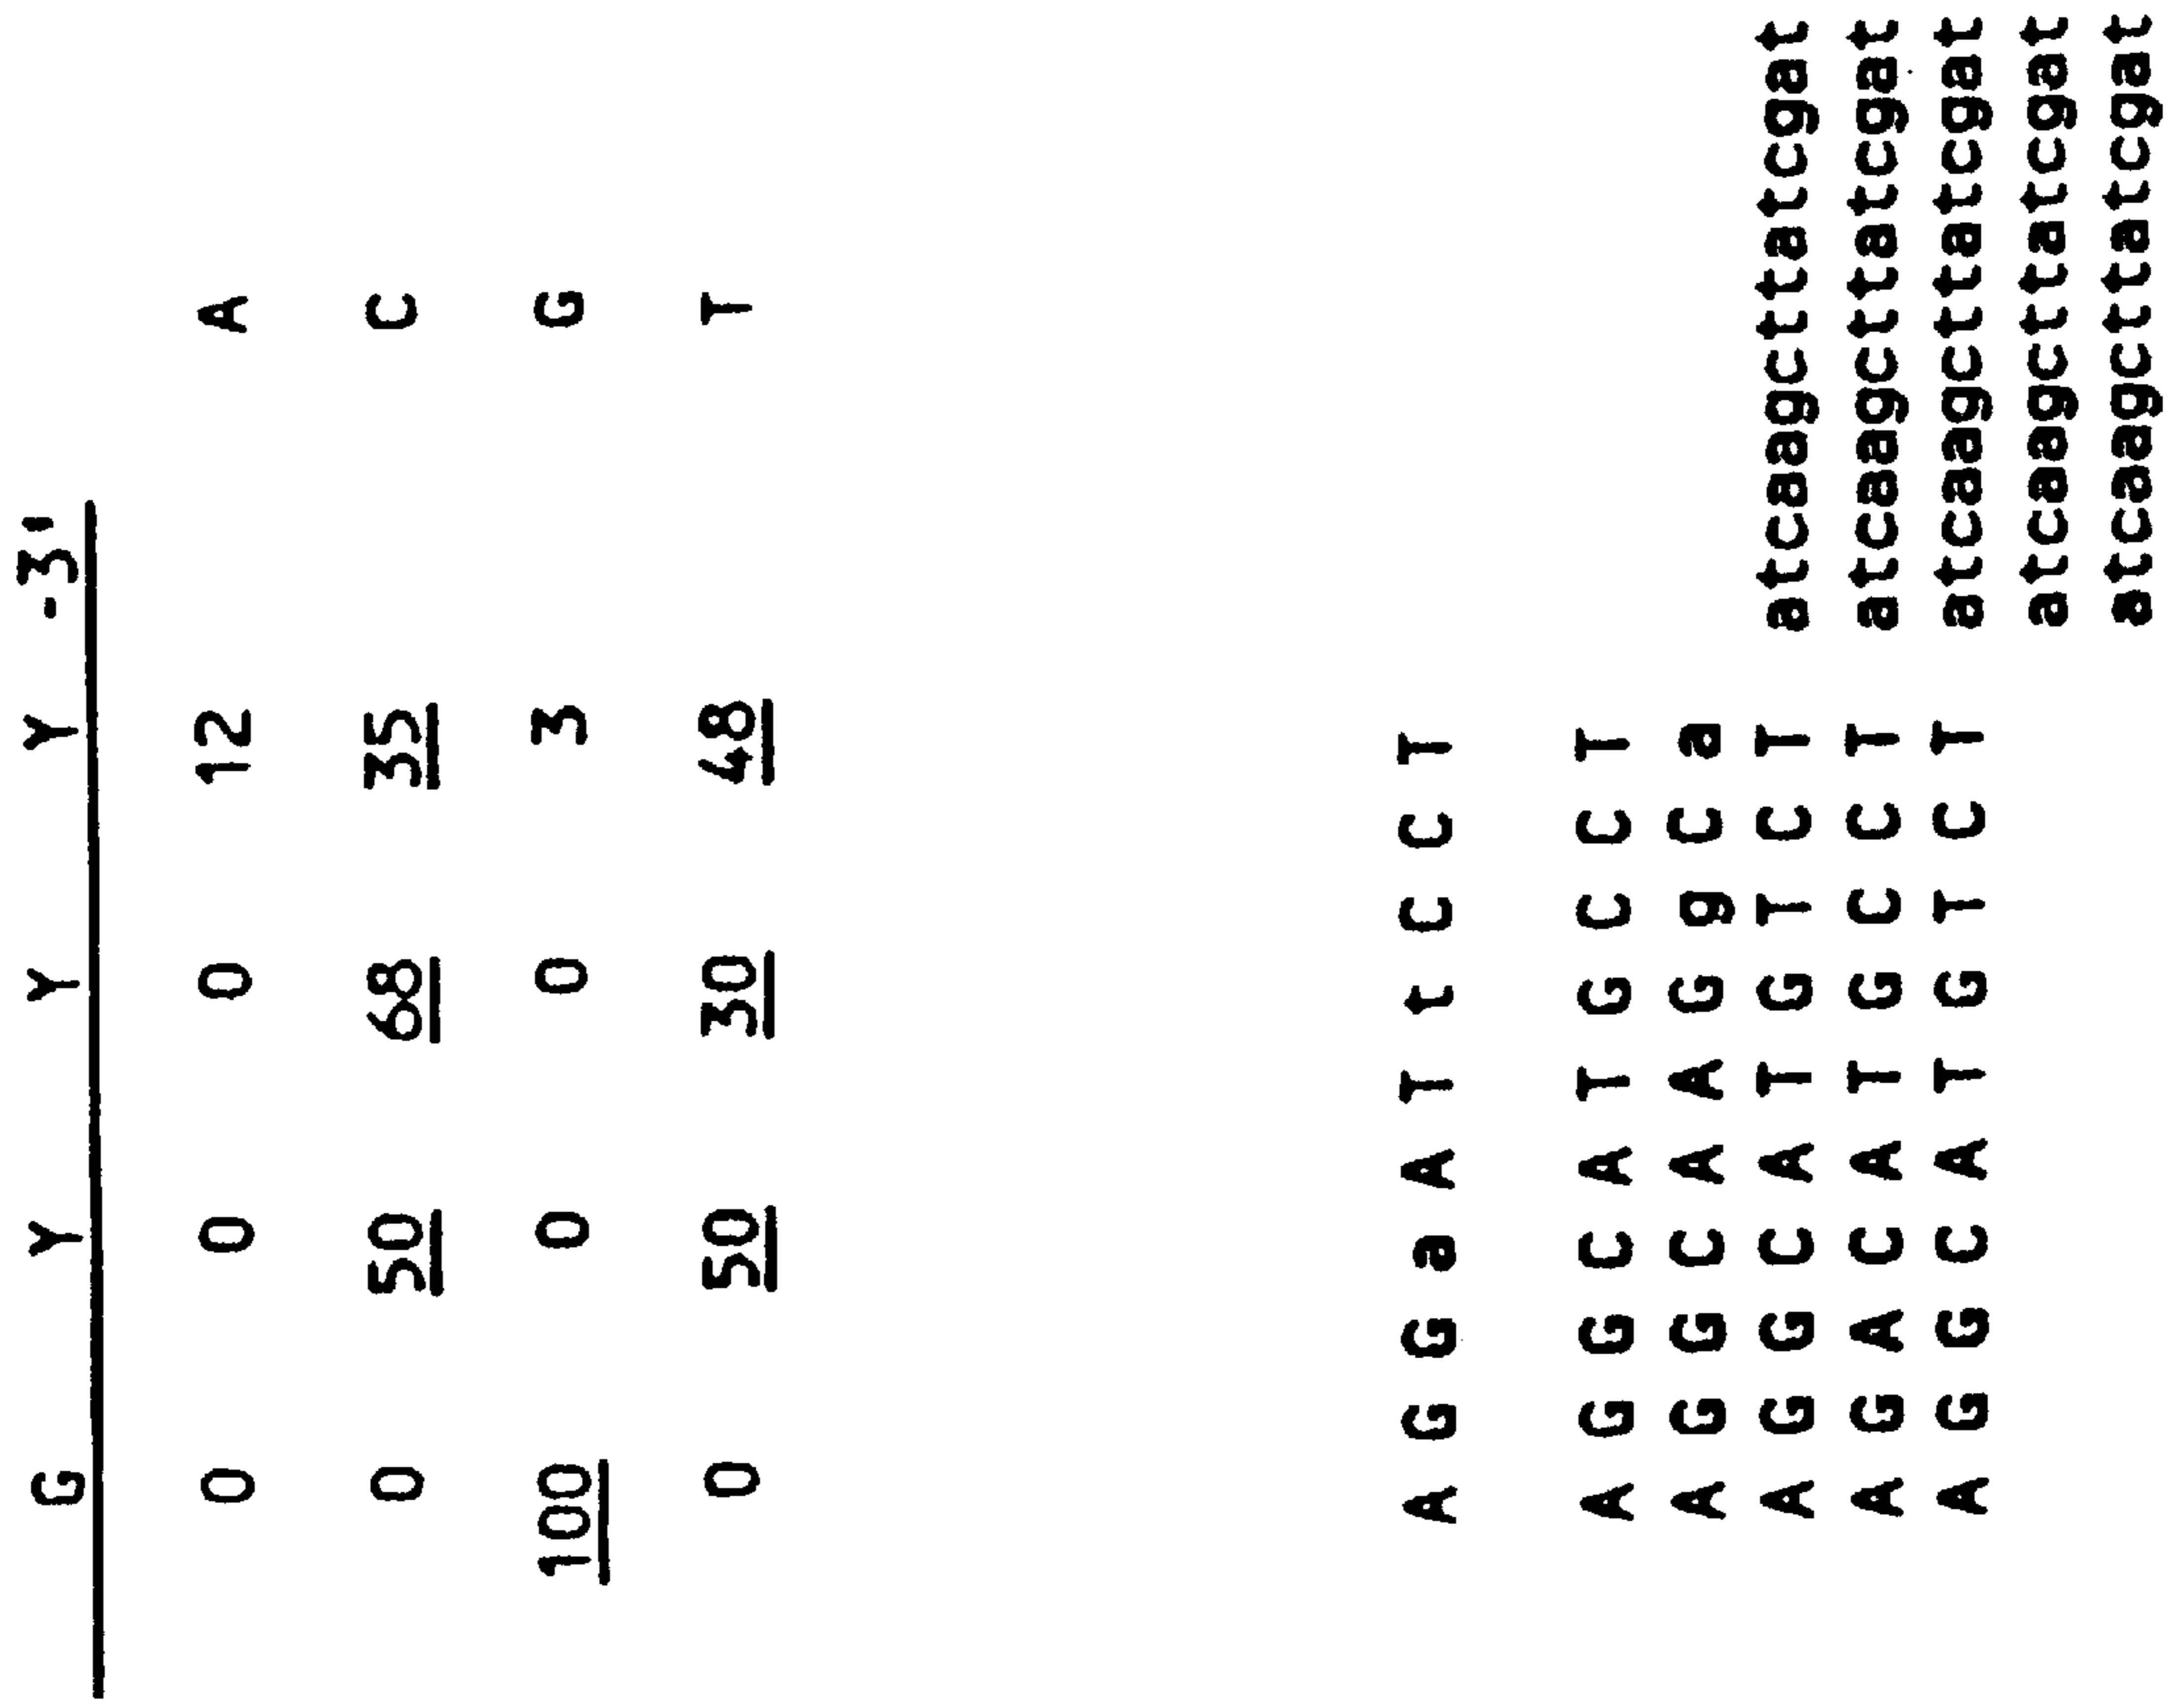 G Y Y Y -3'
0 0 0 12 A
0 50 68 35 C
100 0 0 3 G
0 50 30 48 T
A G G a A T t C C T
A G G C A T G C C T
A G G C A A G g C a
A G G C A T G T C T atcaagcttatcgat
A G A C A T G C C T atcaagcttatcgat
A G G C A T G T C T atcaagcttatcgat
atcaagcttatcgat
atcaagcttatcgat